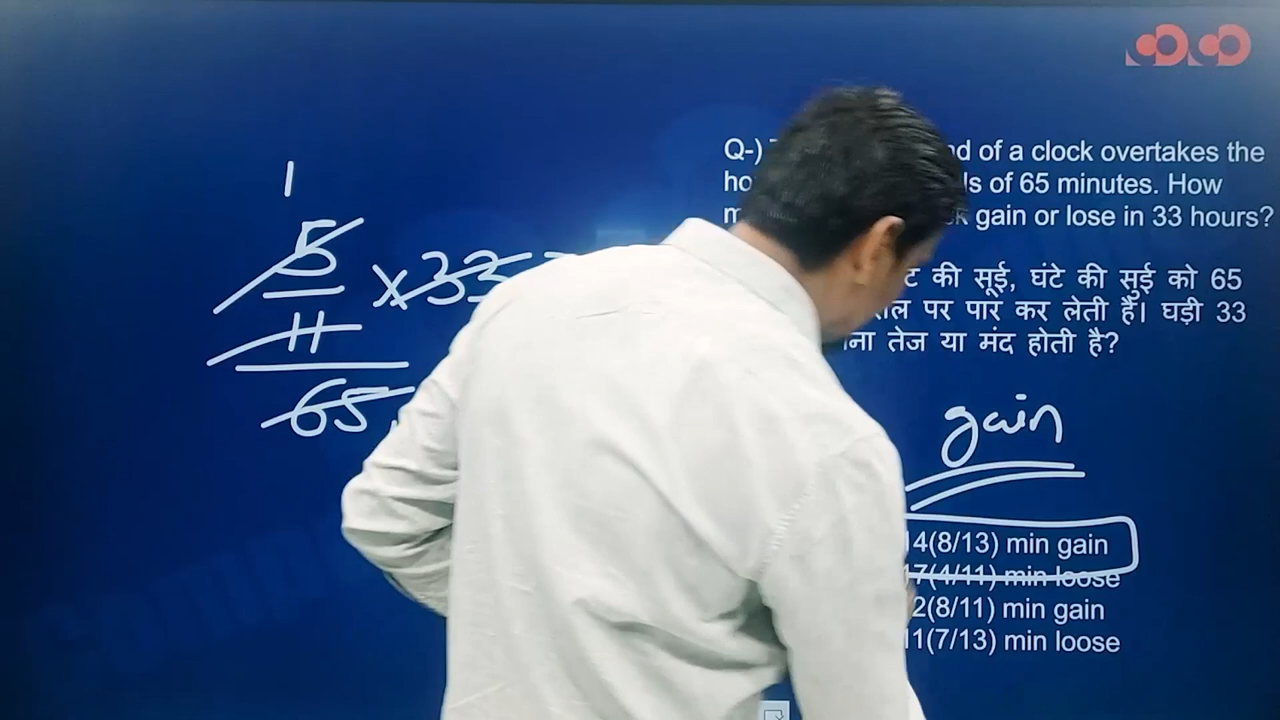 Q-)
nd of a clock overtakes the
ho
ls of 65 minutes. How
m
k gain or lose in 33 hours?
ट की सूई, घंटे की सुई को 65
राल पर पार कर लेती है। घड़ी 33
ना तेज या मंद होती है?
1
5
11
65
×33
gain
14(8/13) min gain
17(4/11) min loose
2(8/11) min gain
11(7/13) min loose